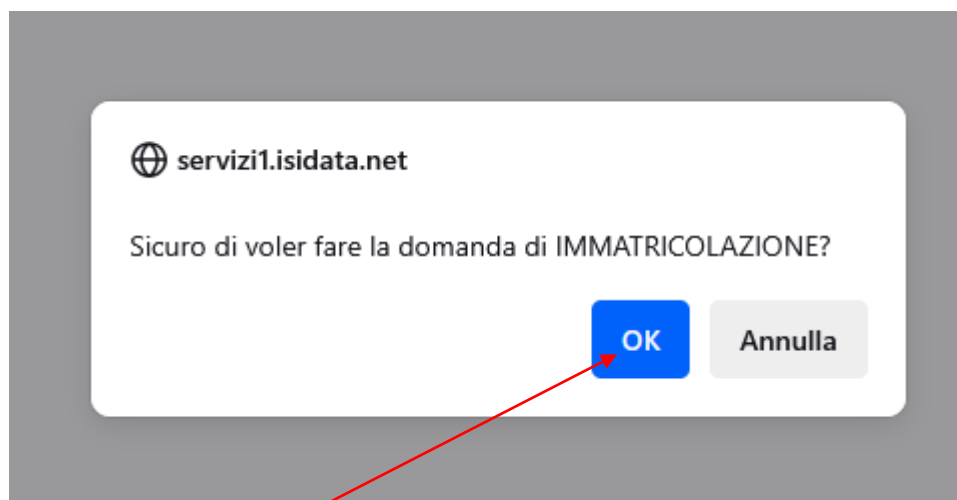 servizi1.isidata.net
Sicuro di voler fare la domanda di IMMATRICOLAZIONE?
OK
Annulla